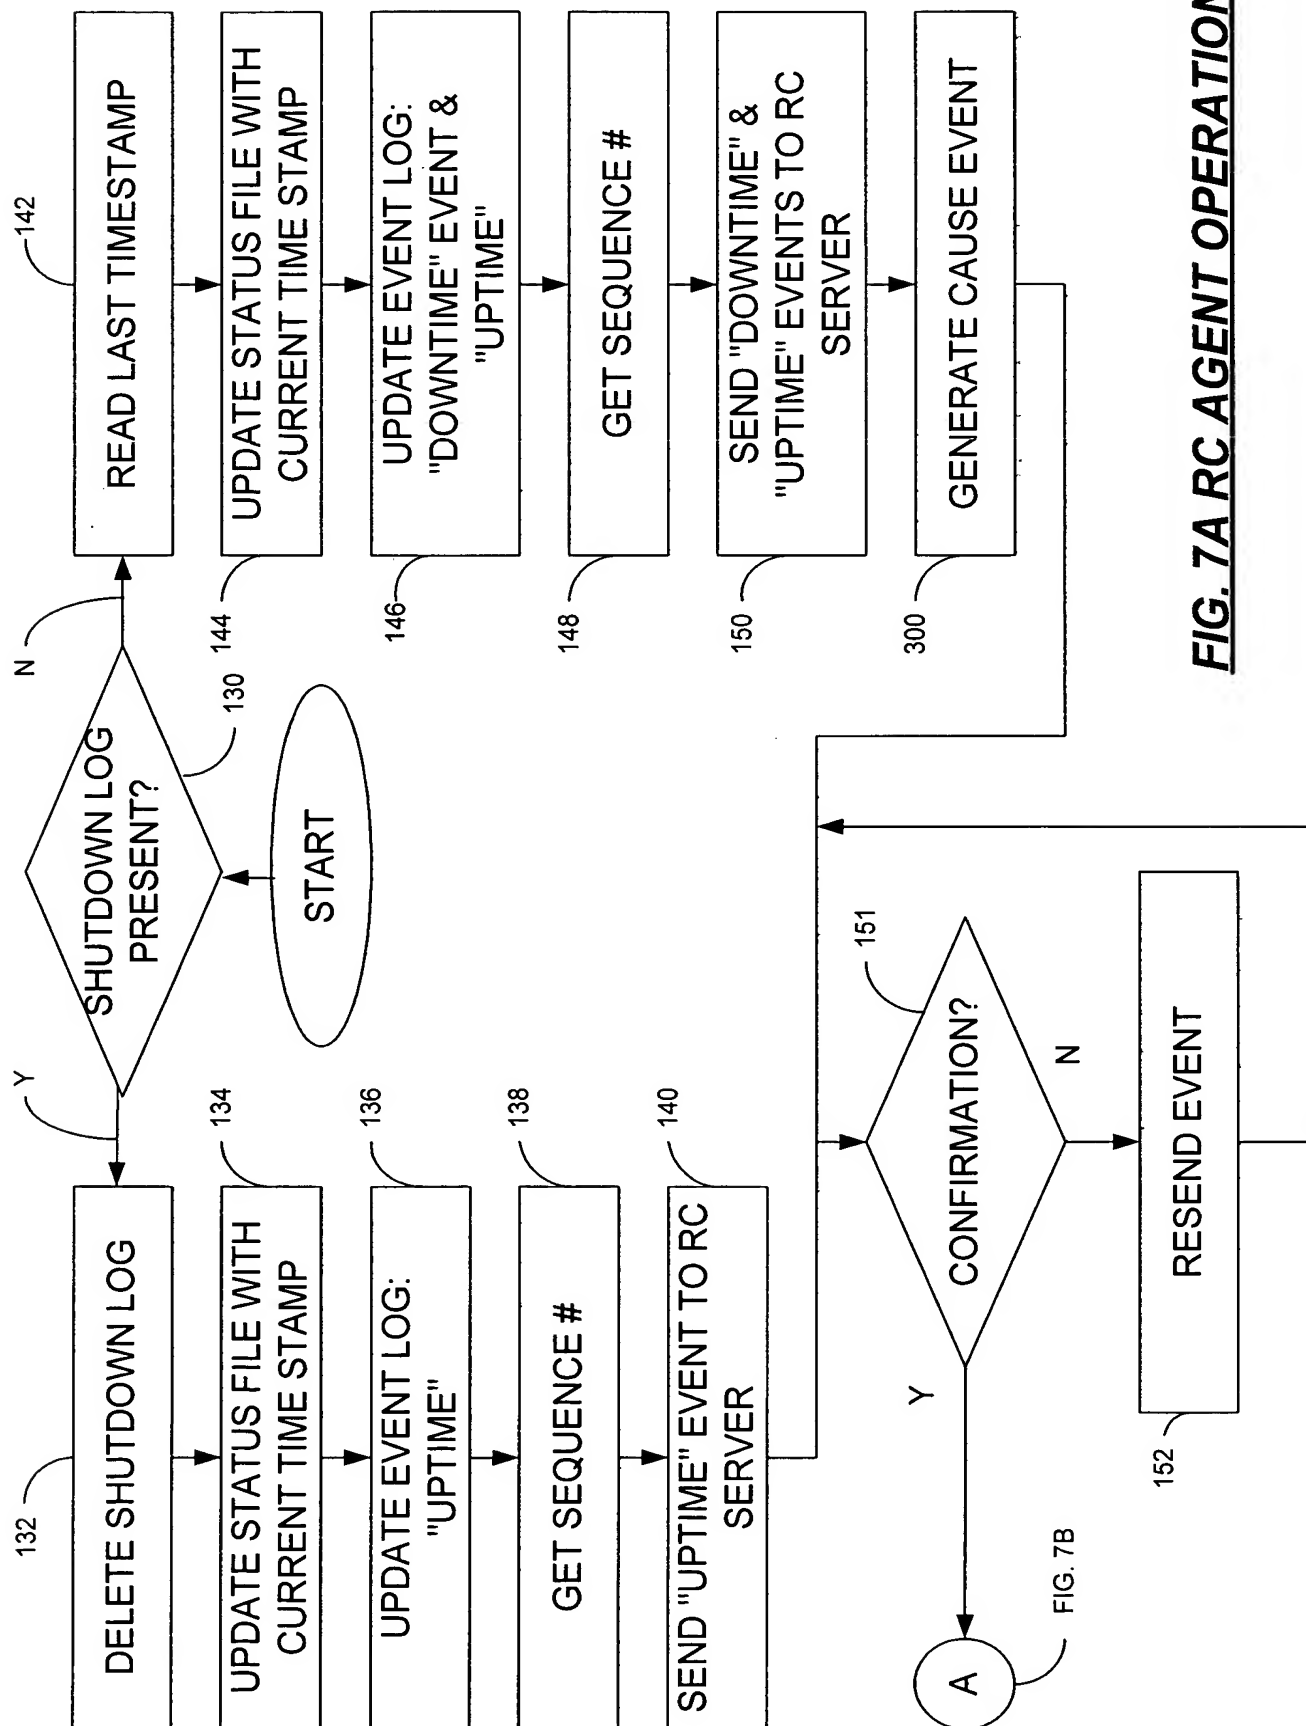 START
130
SHUTDOWN LOG
PRESENT?
Y
132
DELETE SHUTDOWN LOG
134
UPDATE STATUS FILE WITH
CURRENT TIME STAMP
136
UPDATE EVENT LOG:
"UPTIME"
138
GET SEQUENCE #
140
SEND "UPTIME" EVENT TO RC
SERVER
N
142
READ LAST TIMESTAMP
144
UPDATE STATUS FILE WITH
CURRENT TIME STAMP
146
UPDATE EVENT LOG:
"DOWNTIME" EVENT &
"UPTIME"
148
GET SEQUENCE #
150
SEND "DOWNTIME" &
"UPTIME" EVENTS TO RC
SERVER
300
GENERATE CAUSE EVENT
151
CONFIRMATION?
Y
A
FIG. 7B
N
152
RESEND EVENT
FIG. 7A RC AGENT OPERATION